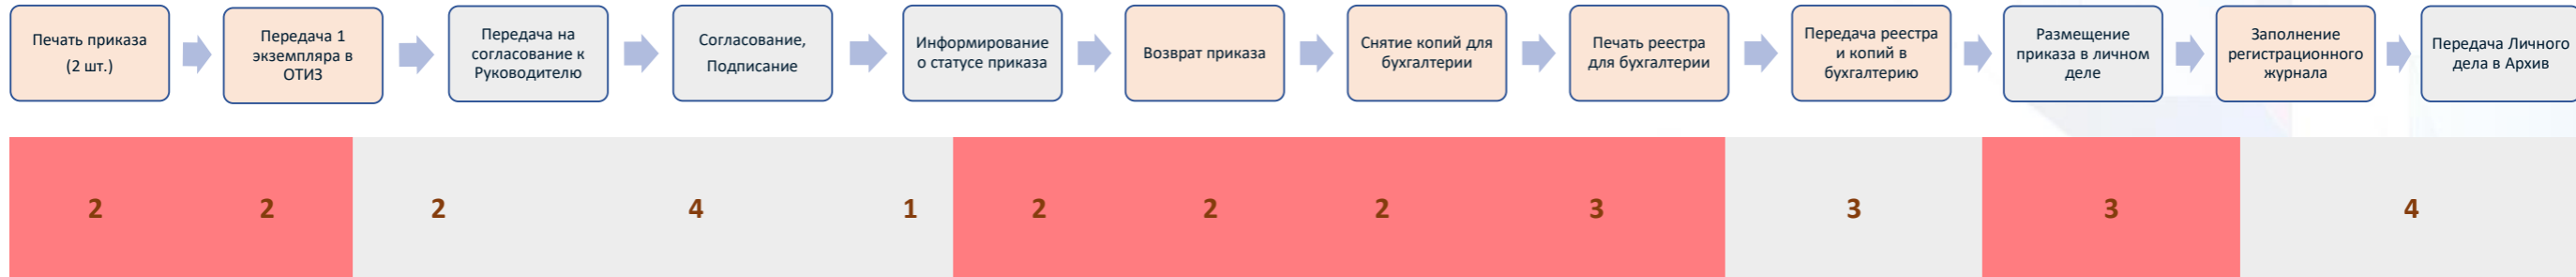 Печать приказа
(2 шт.)
Передача 1
экземпляра в
ОТИЗ
Передача на
согласование к
Руководителю
Согласование,
Подписание
Информирование
о статусе приказа
Возврат приказа
Снятие копий для
бухгалтерии
Печать реестра
для бухгалтерии
Передача реестра
и копий в
бухгалтерию
Размещение
приказа в личном
деле
Заполнение
регистрационного
журнала
Передача Личного
дела в Архив
2 2 2 4 1 2 2 2 3 3 3 4